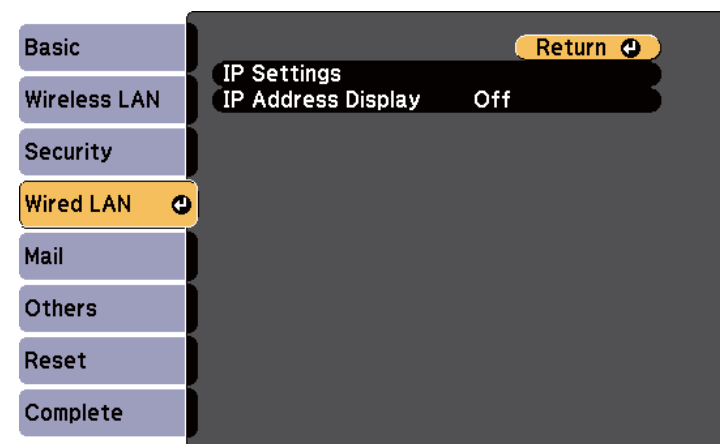 Basic
Wireless LAN
Security
Wired LAN
Mail
Others
Reset
Complete
Return
IP Settings
IP Address Display Off